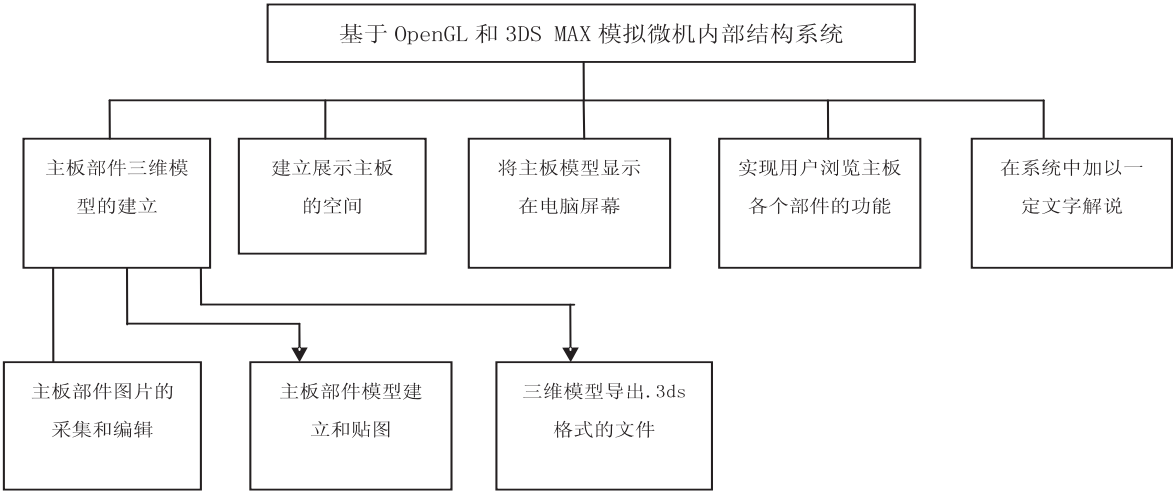 基于 OpenGL 和 3DS MAX 模拟微机内部结构系统
主板部件三维模
型的建立
建立展示主板
的空间
将主板模型显示
在电脑屏幕
实现用户浏览主板
各个部件的功能
在系统中加以一
定文字解说
主板部件图片的
采集和编辑
主板部件模型建
立和贴图
三维模型导出.3ds
格式的文件